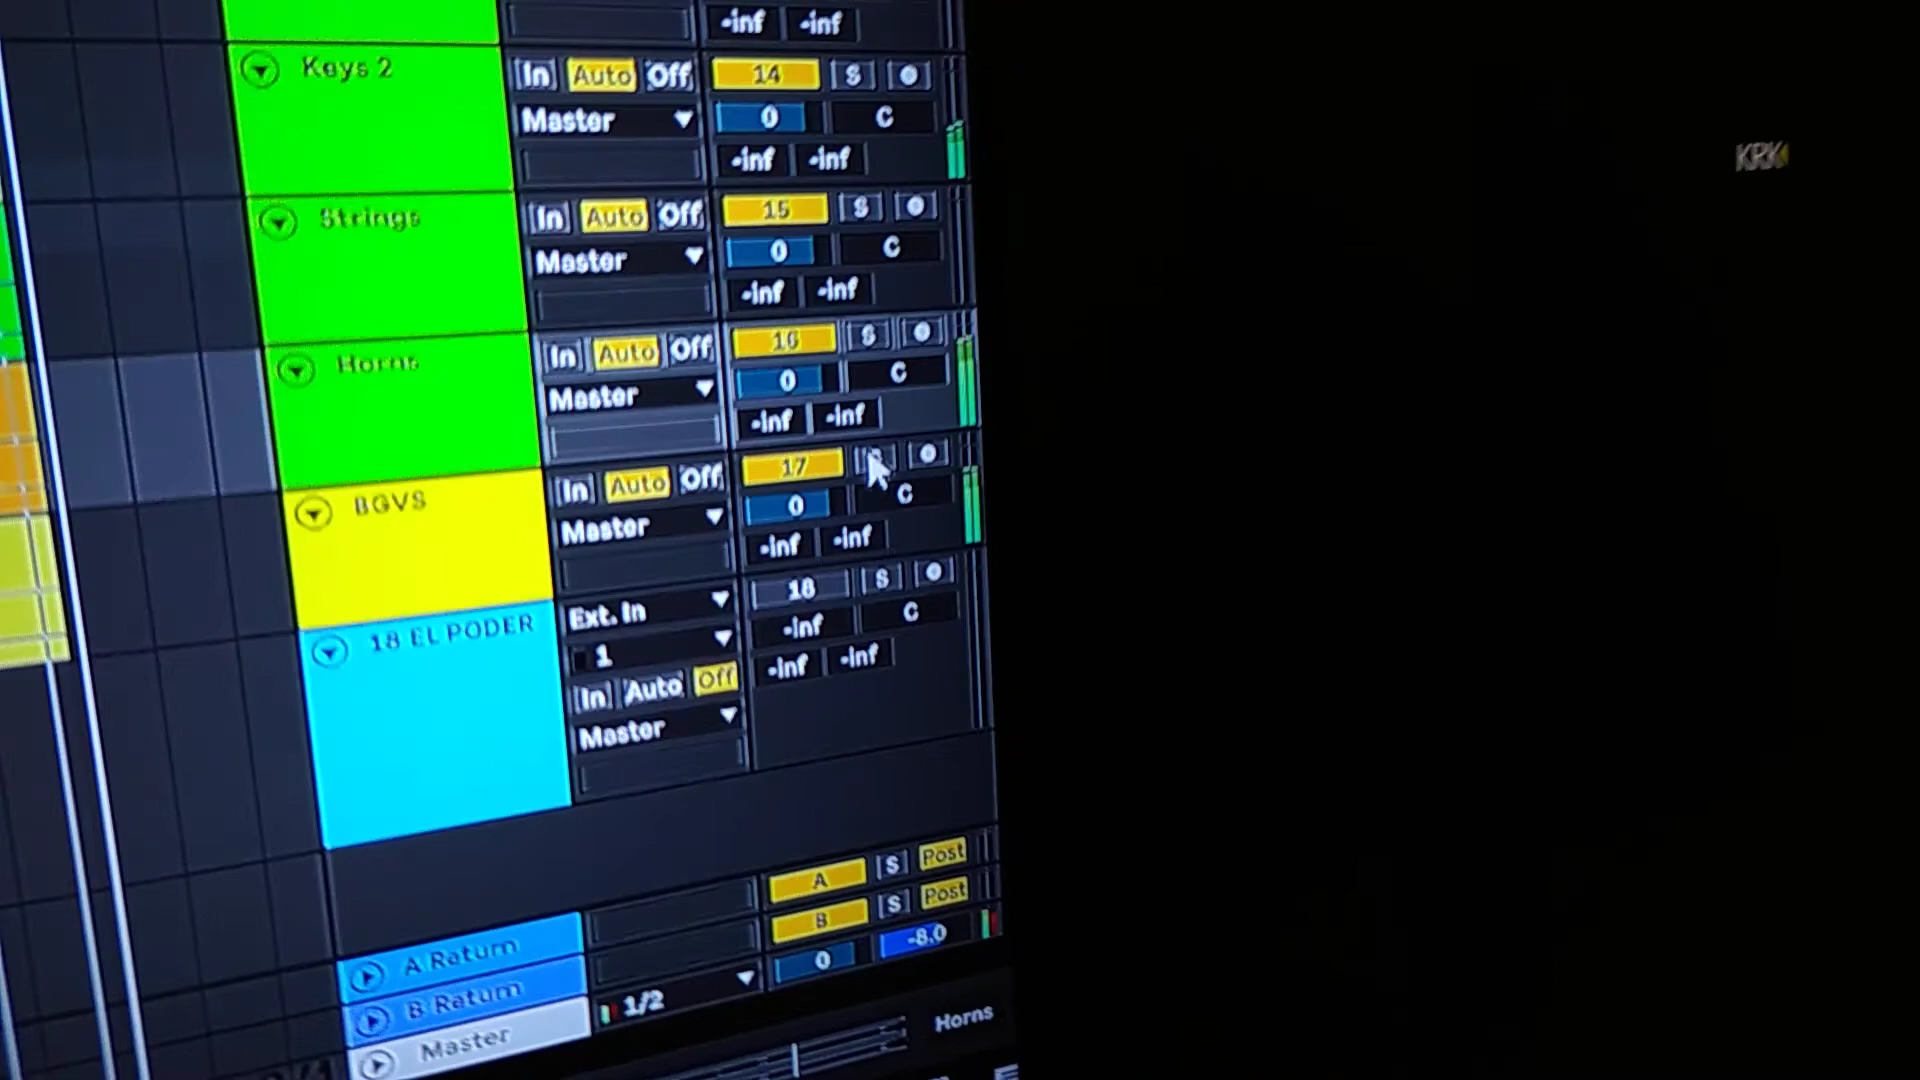 -inf -inf
Keys 2 In Auto Off 14 S
Master 0 C
-inf -inf
KRK
Strings In Auto Off 15 S
Master 0 C
-inf -inf
Horns In Auto Off 16 S
Master 0 C
-inf -inf
BGVS In Auto Off 17
Master 0 C
-inf -inf
18 EL PODER Ext. In 18 S
1 -inf C
In Auto Off -inf -inf
Master
A S Post
A Return B S Post
B Return 0 -8.0
Master 1/2
Horns